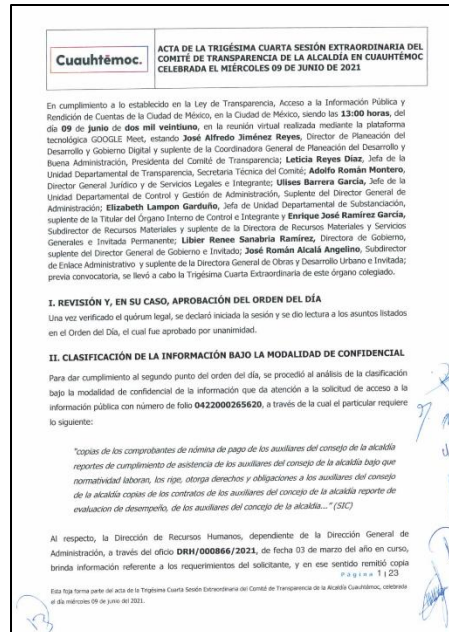 Cuauhtémoc.
ACTA DE LA TRIGÉSIMA CUARTA SESIÓN EXTRAORDINARIA DEL
COMITÉ DE TRANSPARENCIA DE LA ALCALDÍA EN CUAUHTÉMOC
CELEBRADA EL MIÉRCOLES 09 DE JUNIO DE 2021
En cumplimiento a lo establecido en la Ley de Transparencia, Acceso a la Información Pública y
Rendición de Cuentas de la Ciudad de México, en la Ciudad de México, siendo las 13:00 horas, del
día 09 de junio de dos mil veintiuno, en la reunión virtual realizada mediante la plataforma
tecnológica GOOGLE Meet, estando José Alfredo Jiménez Reyes, Director de Planeación del
Desarrollo y Gobierno Digital y suplente de la Coordinadora General de Planeación del Desarrollo y
Buena Administración, Presidenta del Comité de Transparencia; Leticia Reyes Díaz, Jefa de la
Unidad Departamental de Transparencia, Secretaria Técnica del Comité; Adolfo Román Montero,
Director General Jurídico y de Servicios Legales e Integrante; Ulises Barrera García, Jefe de la
Unidad Departamental de Control y Gestión de Administración, Suplente del Director General de
Administración; Elizabeth Lampon Garduño, Jefa de Unidad Departamental de Substanciación,
suplente de la Titular del Órgano Interno de Control e Integrante y Enrique José Ramírez García,
Subdirector de Recursos Materiales y suplente de la Directora de Recursos Materiales y Servicios
Generales e Invitada Permanente; Libier Renee Sanabria Ramírez, Directora de Gobierno,
suplente del Director General de Gobierno e Invitado; José Román Alcalá Angelino, Subdirector
de Enlace Administrativo y suplente de la Directora General de Obras y Desarrollo Urbano e Invitada;
previa convocatoria, se llevó a cabo la Trigésima Cuarta Extraordinaria de este órgano colegiado.
I. REVISIÓN Y, EN SU CASO, APROBACIÓN DEL ORDEN DEL DÍA
Una vez verificado el quórum legal, se declaró iniciada la sesión y se dio lectura a los asuntos listados
en el Orden del Día, el cual fue aprobado por unanimidad.
II. CLASIFICACIÓN DE LA INFORMACIÓN BAJO LA MODALIDAD DE CONFIDENCIAL
Para dar cumplimiento al segundo punto del orden del día, se procedió al análisis de la clasificación
bajo la modalidad de confidencial de la información que da atención a la solicitud de acceso a la
información pública con número de folio 0422000265620, a través de la cual el particular requiere
lo siguiente:
"copias de los comprobantes de nómina de pago de los auxiliares del consejo de la alcaldía
reportes de cumplimiento de asistencia de los auxiliares del consejo de la alcaldía bajo que
normatividad laboran, los rige, otorga derechos y obligaciones a los auxiliares del consejo
de la alcaldía copias de los contratos de los auxiliares del concejo de la alcaldía reporte de
evaluacion de desempeño, de los auxiliares del concejo de la alcaldía..." (SIC)
Al respecto, la Dirección de Recursos Humanos, dependiente de la Dirección General de
Administración, a través del oficio DRH/000866/2021, de fecha 03 de marzo del año en curso,
brinda información referente a los requerimientos del solicitante, y en ese sentido remitió copia
Página 1 | 23
Esta foja forma parte del acta de la Trigésima Cuarta Sesión Extraordinaria del Comité de Transparencia de la Alcaldía Cuauhtémoc, celebrada
el día miércoles 09 de junio del 2021.